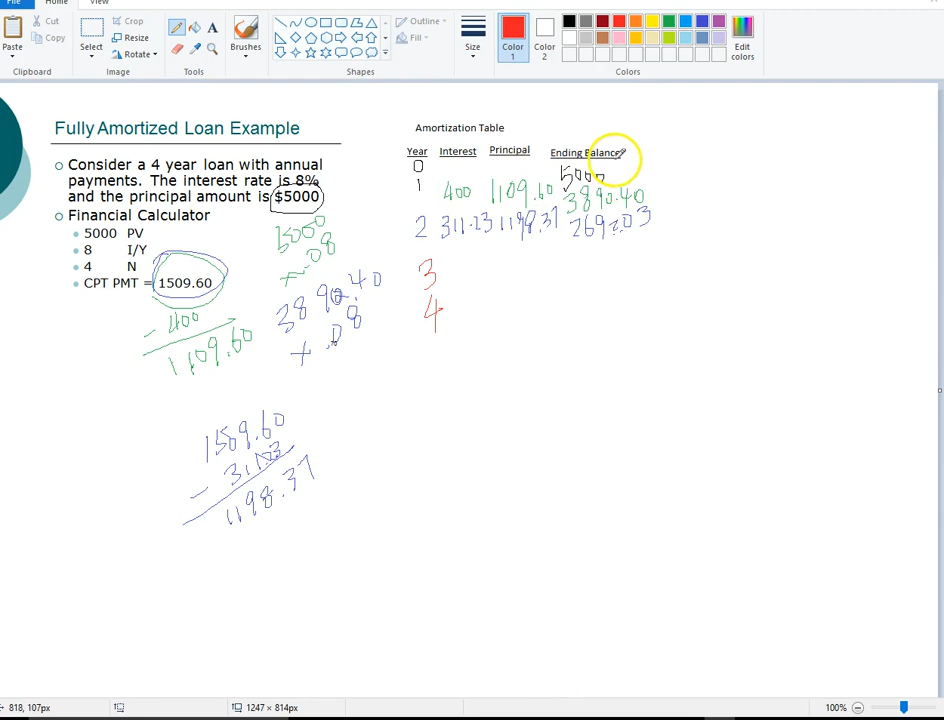 File Home View
Cut Copy Paste
Crop Resize Rotate Select
A
Brushes
Outline Fill
Size
Color 1
Color 2
Edit colors
Clipboard Image Tools Shapes Colors
Fully Amortized Loan Example
Consider a 4 year loan with annual
payments. The interest rate is 8%
and the principal amount is $5000
Financial Calculator
5000 PV
8 I/Y
4 N
CPT PMT = 1509.60
- 400
1109.60
5000
x .08
3890.40
x .08
1509.60
- 311.23
1198.37
Amortization Table
Year Interest Principal Ending Balance
0 5000
1 400 1109.60 3890.40
2 311.23 1198.37 2692.03
3
4
818, 107px 1247 × 814px 100%